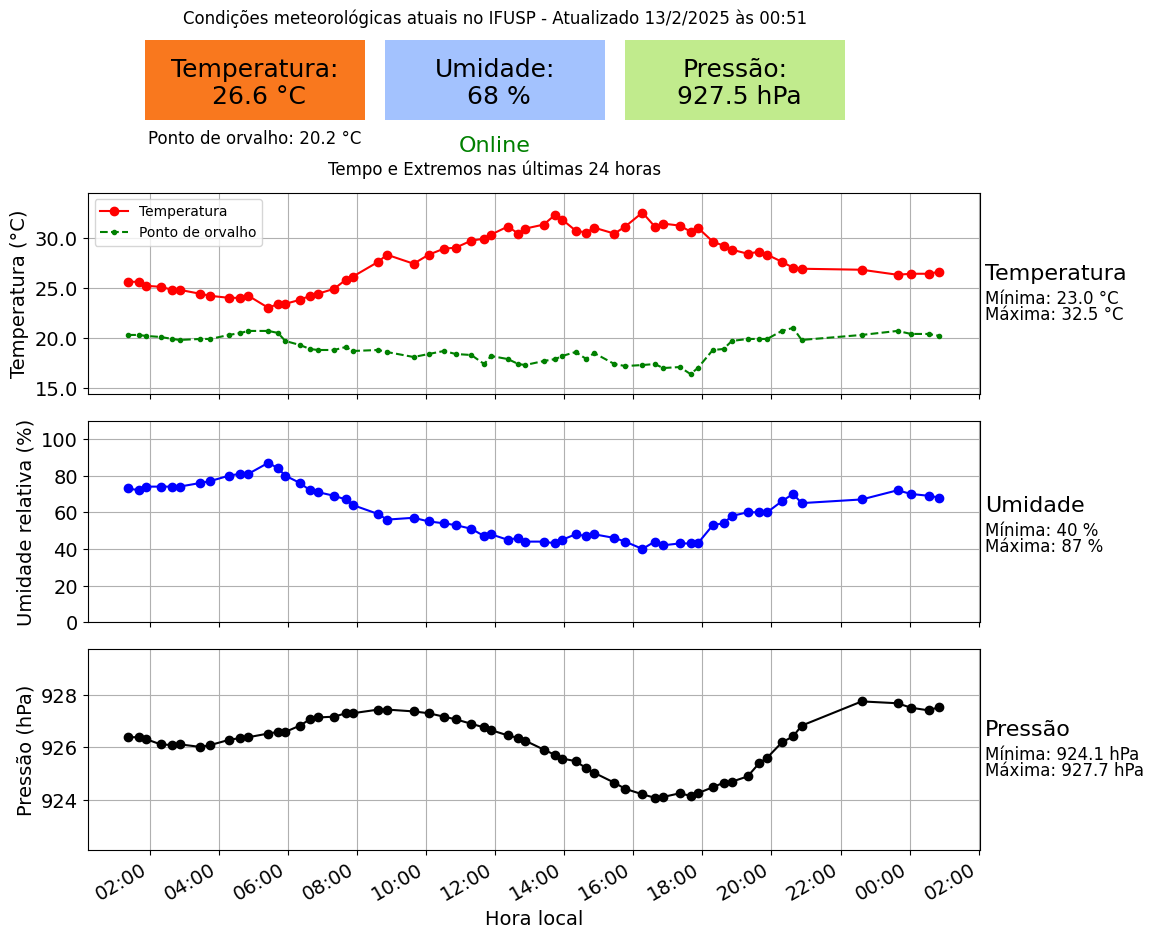 Condições meteorológicas atuais no IFUSP - Atualizado 13/2/2025 às 00:51
Temperatura:
26.6 °C
Umidade:
68 %
Pressão:
927.5 hPa
Ponto de orvalho: 20.2 °C
Online
Tempo e Extremos nas últimas 24 horas
Temperatura (°C)
30.0
25.0
20.0
15.0
Temperatura
Ponto de orvalho
Temperatura
Mínima: 23.0 °C
Máxima: 32.5 °C
Umidade relativa (%)
100
80
60
40
20
0
Umidade
Mínima: 40 %
Máxima: 87 %
Pressão (hPa)
928
926
924
Pressão
Mínima: 924.1 hPa
Máxima: 927.7 hPa
02:00 04:00 06:00 08:00 10:00 12:00 14:00 16:00 18:00 20:00 22:00 00:00 02:00
Hora local